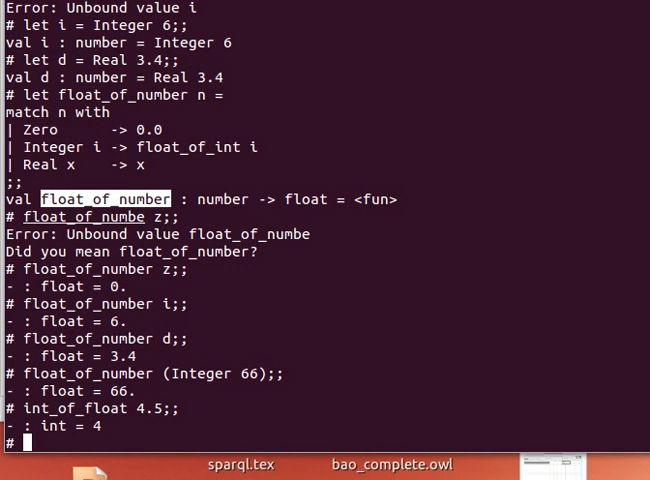 Error: Unbound value i
# let i = Integer 6;;
val i : number = Integer 6
# let d = Real 3.4;;
val d : number = Real 3.4
# let float_of_number n =
match n with
| Zero      -> 0.0
| Integer i -> float_of_int i
| Real x    -> x
;;
val float_of_number : number -> float = <fun>
# float_of_numbe z;;
Error: Unbound value float_of_numbe
Did you mean float_of_number?
# float_of_number z;;
- : float = 0.
# float_of_number i;;
- : float = 6.
# float_of_number d;;
- : float = 3.4
# float_of_number (Integer 66);;
- : float = 66.
# int_of_float 4.5;;
- : int = 4
#
sparql.tex bao_complete.owl